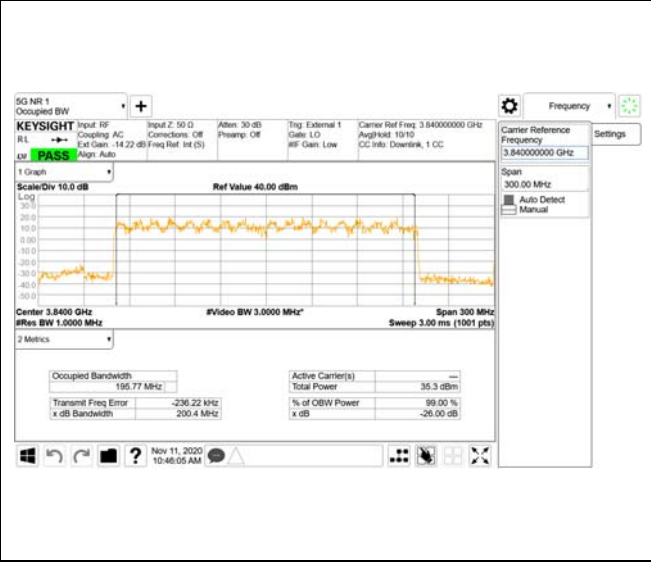 5G NR 1
Occupied BW
+
Frequency
KEYSIGHT
RL
PASS
Input: RF
Coupling: AC
Ext Gain: -14.22 dB
Align: Auto
Input Z: 50 Ω
Corrections: Off
Freq Ref: Int (S)
Atten: 30 dB
Preamp: Off
Trig: External 1
Gate: LO
#IF Gain: Low
Carrier Ref Freq: 3.840000000 GHz
Avg|Hold: 10/10
CC Info: Downlink, 1 CC
Carrier Reference
Frequency
3.840000000 GHz
Settings
Span
300.00 MHz
Auto Detect
Manual
1 Graph
Scale/Div 10.0 dB
Ref Value 40.00 dBm
Log
30.0
20.0
10.0
0.00
-10.0
-20.0
-30.0
-40.0
-50.0
Center 3.8400 GHz
#Video BW 3.0000 MHz*
Span 300 MHz
#Res BW 1.0000 MHz
Sweep 3.00 ms (1001 pts)
2 Metrics
Occupied Bandwidth
195.77 MHz
Active Carrier(s)
—
Total Power
35.3 dBm
Transmit Freq Error
-236.22 kHz
% of OBW Power
99.00 %
x dB Bandwidth
200.4 MHz
x dB
-26.00 dB
?
Nov 11, 2020
10:46:05 AM